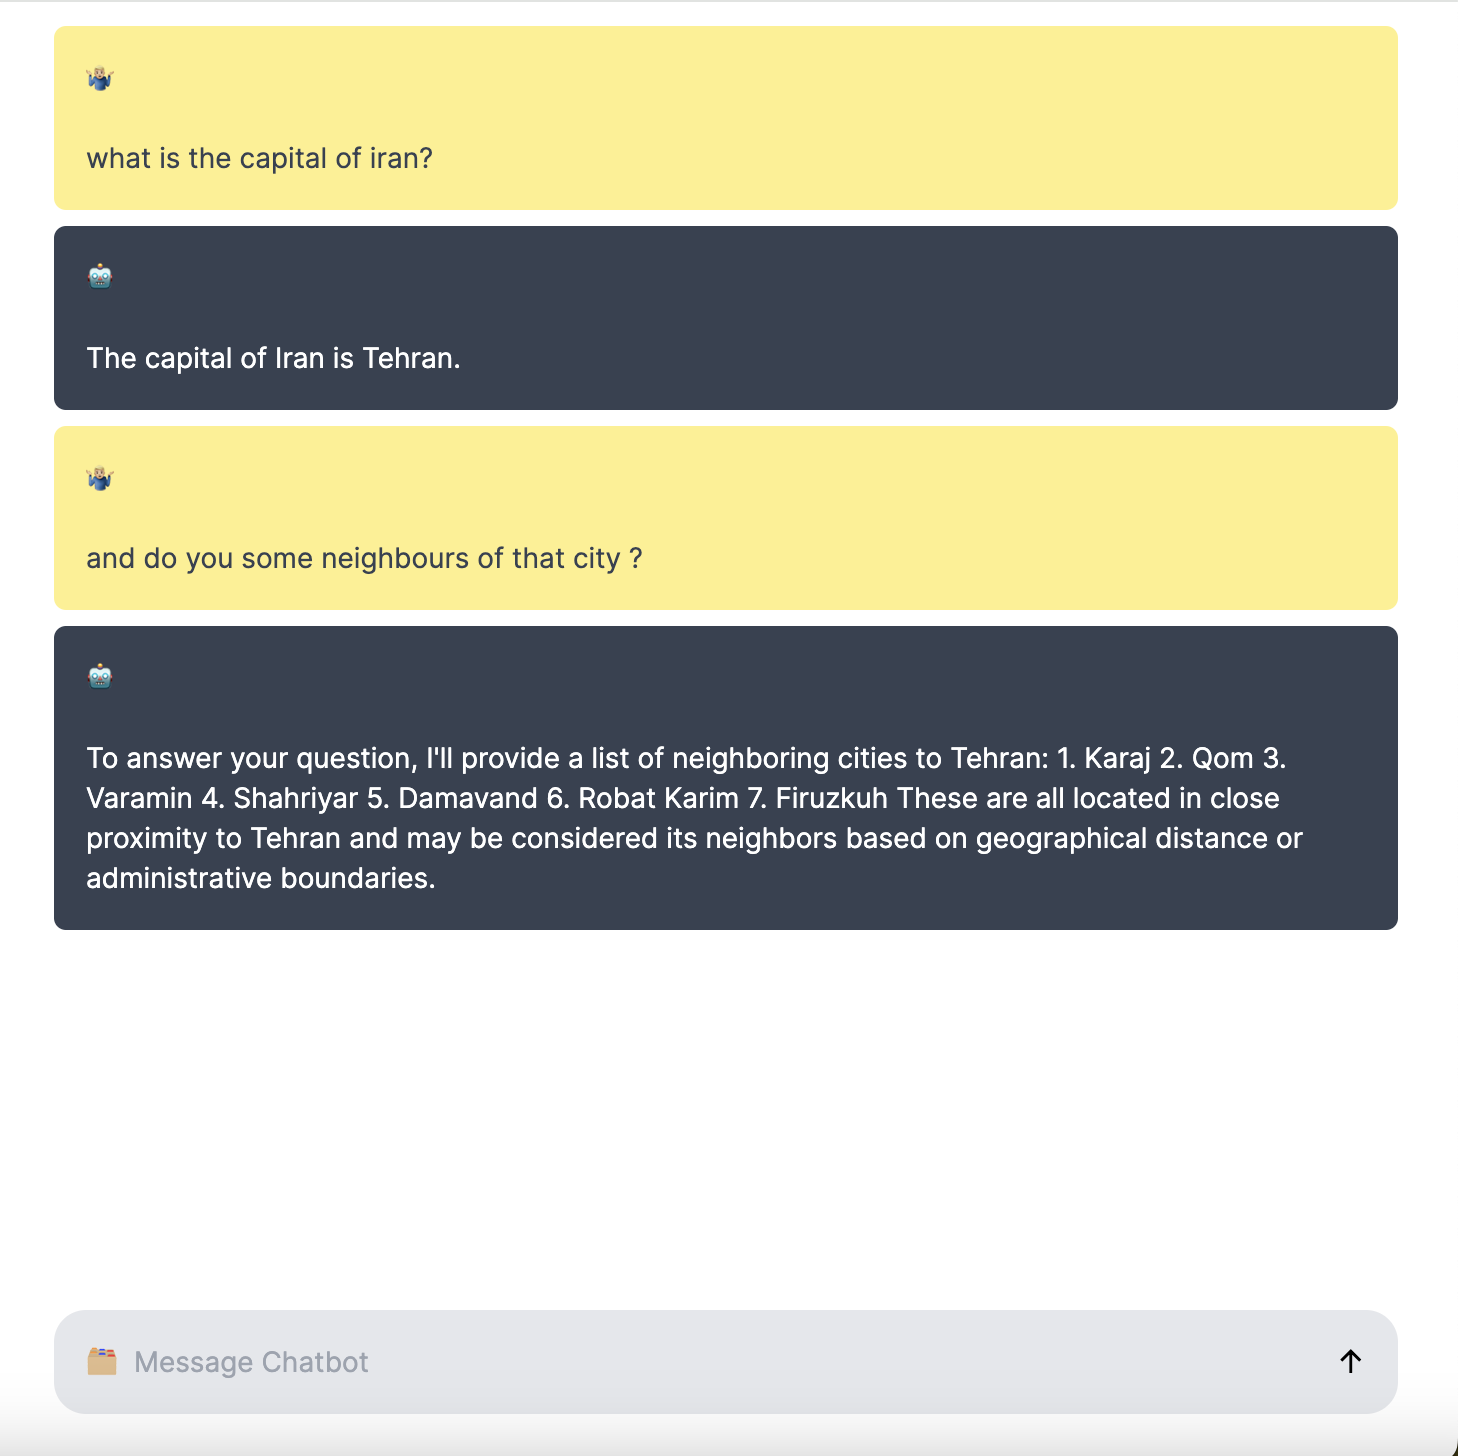 what is the capital of iran?
The capital of Iran is Tehran.
and do you some neighbours of that city ?
To answer your question, I'll provide a list of neighboring cities to Tehran: 1. Karaj 2. Qom 3.
Varamin 4. Shahriyar 5. Damavand 6. Robat Karim 7. Firuzkuh These are all located in close
proximity to Tehran and may be considered its neighbors based on geographical distance or
administrative boundaries.
Message Chatbot